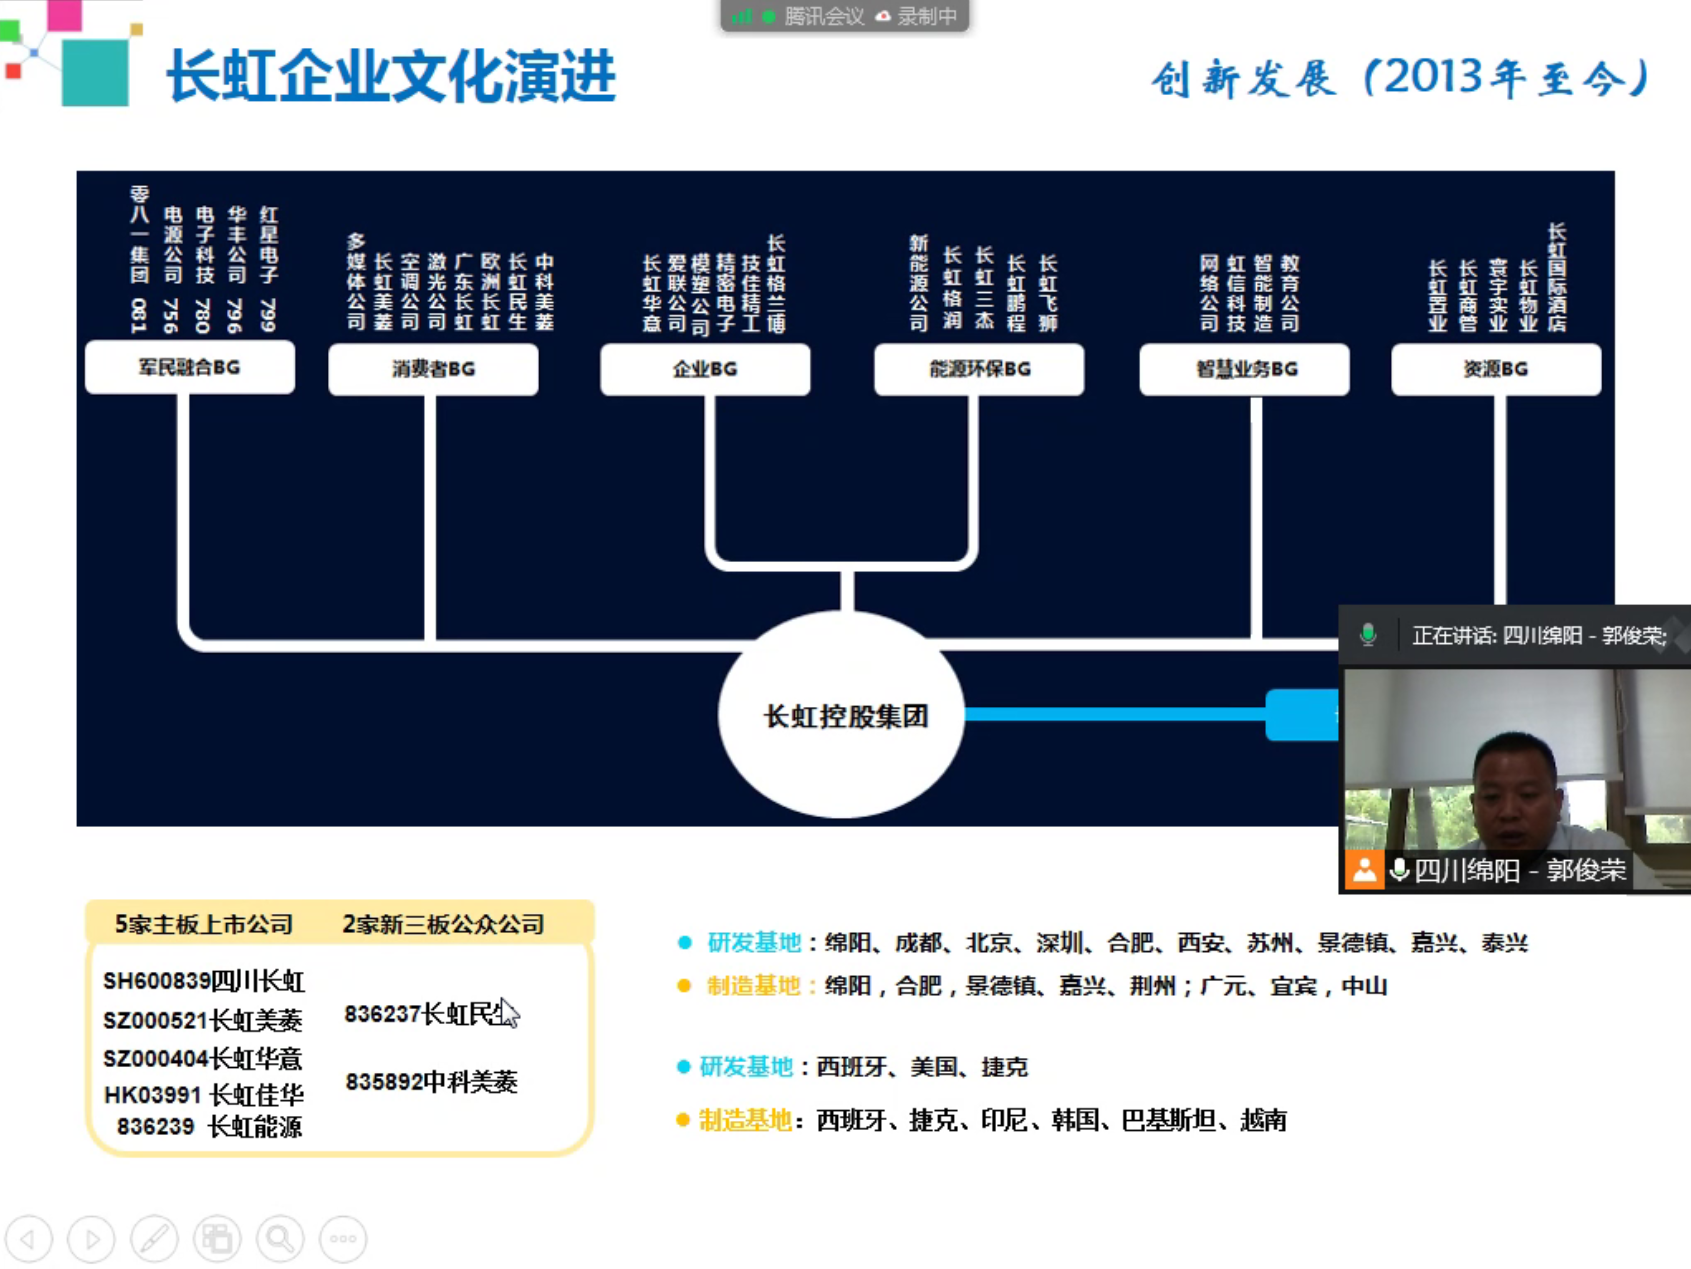 腾讯会议 录制中
长虹企业文化演进
创新发展（2013年至今）
零八一集团 081
电源公司 756
电子科技 780
华丰公司 796
红星电子 799
多媒体公司
长虹美菱
空调公司
激光公司
广东长虹
欧洲长虹
长虹民生
中科美菱
长虹华意
爱联公司
模塑公司
精密电子
技佳精工
长虹格兰博
新能源公司
长虹格润
长虹三杰
长虹鹏程
长虹飞狮
网络公司
虹信科技
智能制造
教育公司
长虹置业
长虹商管
寰宇实业
长虹物业
长虹国际酒店
军民融合BG
消费者BG
企业BG
能源环保BG
智慧业务BG
资源BG
长虹控股集团
正在讲话: 四川绵阳 - 郭俊荣;
四川绵阳 - 郭俊荣
5家主板上市公司
2家新三板公众公司
SH600839四川长虹
SZ000521长虹美菱
SZ000404长虹华意
HK03991 长虹佳华
836239 长虹能源
836237长虹民生
835892中科美菱
研发基地：绵阳、成都、北京、深圳、合肥、西安、苏州、景德镇、嘉兴、泰兴
制造基地：绵阳，合肥，景德镇、嘉兴、荆州；广元、宜宾，中山
研发基地：西班牙、美国、捷克
制造基地：西班牙、捷克、印尼、韩国、巴基斯坦、越南